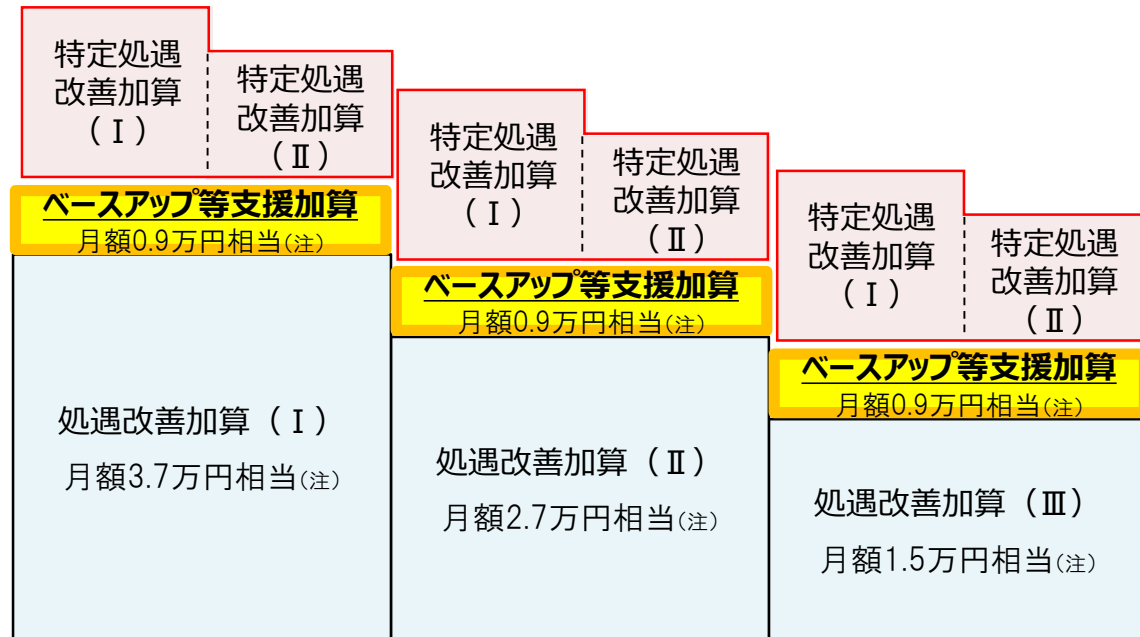 特定処遇
改善加算
（Ⅰ）
特定処遇
改善加算
（Ⅱ）
ベースアップ等支援加算
月額0.9万円相当(注)
処遇改善加算（Ⅰ）
月額3.7万円相当(注)
特定処遇
改善加算
（Ⅰ）
特定処遇
改善加算
（Ⅱ）
ベースアップ等支援加算
月額0.9万円相当(注)
処遇改善加算（Ⅱ）
月額2.7万円相当(注)
特定処遇
改善加算
（Ⅰ）
特定処遇
改善加算
（Ⅱ）
ベースアップ等支援加算
月額0.9万円相当(注)
処遇改善加算（Ⅲ）
月額1.5万円相当(注)